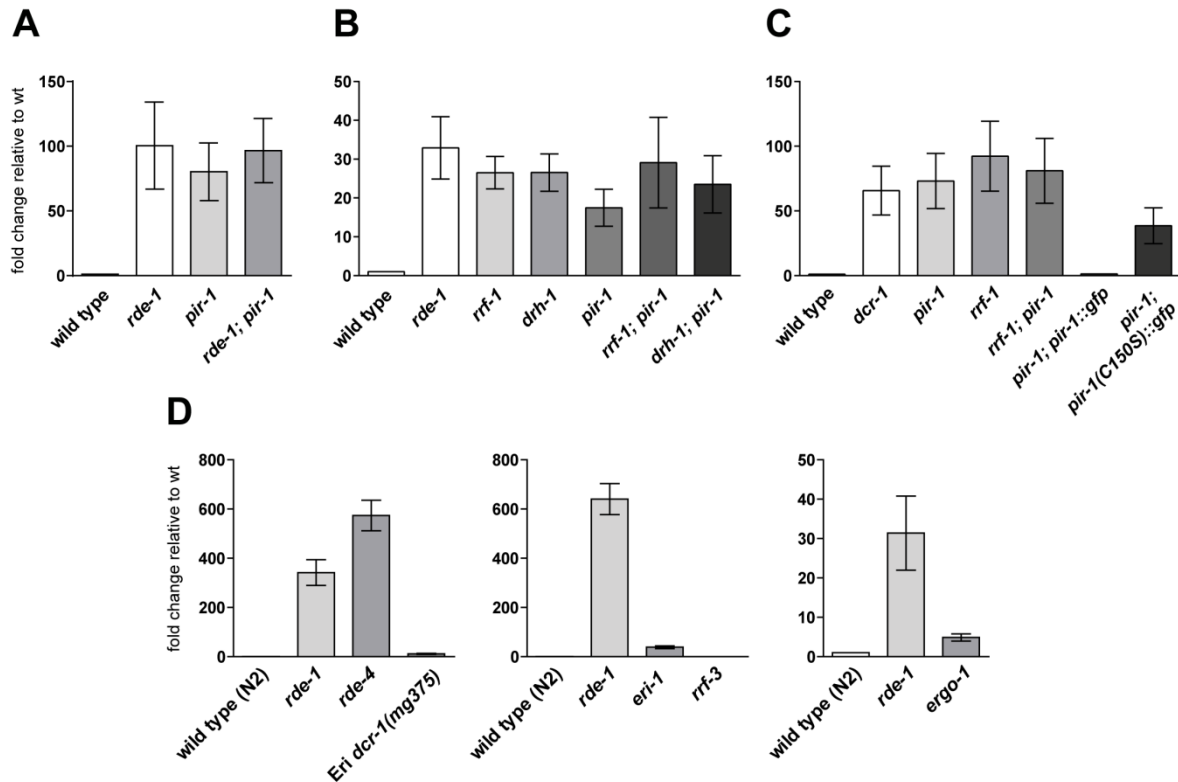 A
B
C
fold change relative to wt
150
100
50
0
wild type
rde-1
pir-1
rde-1; pir-1
50
40
30
20
10
0
wild type
rde-1
rrf-1
drh-1
pir-1
rrf-1; pir-1
drh-1; pir-1
150
100
50
0
wild type
dcr-1
pir-1
rrf-1
rrf-1; pir-1
pir-1; pir-1::gfp
pir-1;
pir-1(C150S)::gfp
D
fold change relative to wt
800
600
400
200
0
wild type (N2)
rde-1
rde-4
Eri dcr-1(mg375)
800
600
400
200
0
wild type (N2)
rde-1
eri-1
rrf-3
50
40
30
20
10
0
wild type (N2)
rde-1
ergo-1